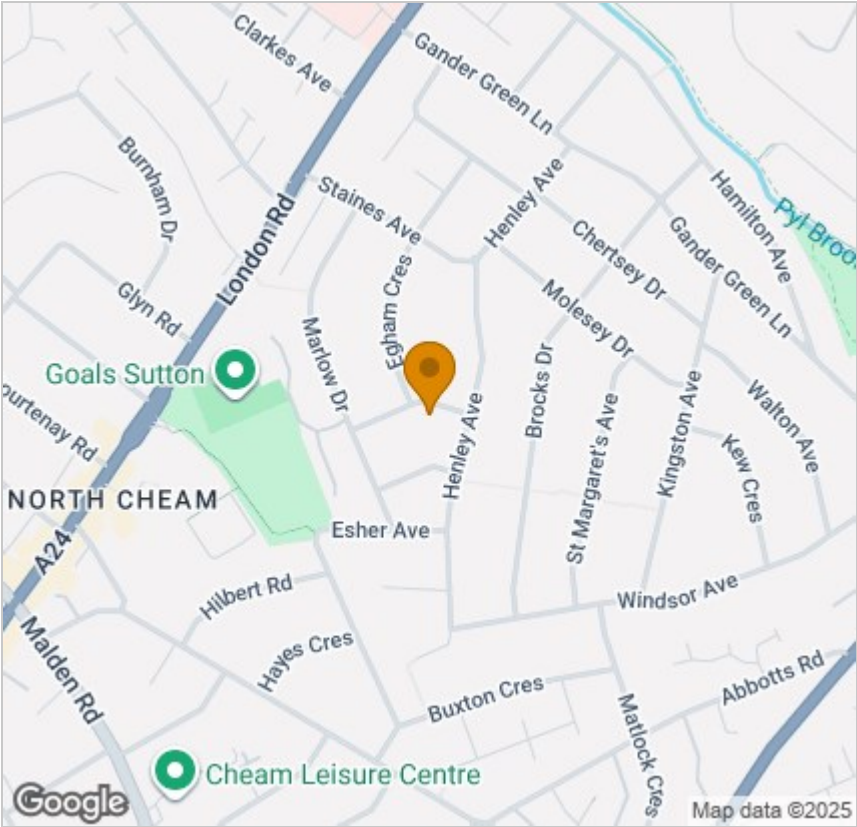 Clarkes Ave
Gander Green Ln
Burnham Dr
Staines Ave
Henley Ave
Hamilton Ave
London Rd
Chertsey Dr
Pyl Brook
Gander Green Ln
Egham Cres
Molesey Dr
Glyn Rd
Marlow Dr
Goals Sutton
Brocks Dr
Walton Ave
ourtenay Rd
Henley Ave
St Margaret's Ave
Kingston Ave
Kew Cres
NORTH CHEAM
Esher Ave
A24
Hilbert Rd
Windsor Ave
Malden Rd
Hayes Cres
Abbotts Rd
Buxton Cres
Matlock Cres
Cheam Leisure Centre
Google
Map data ©2025